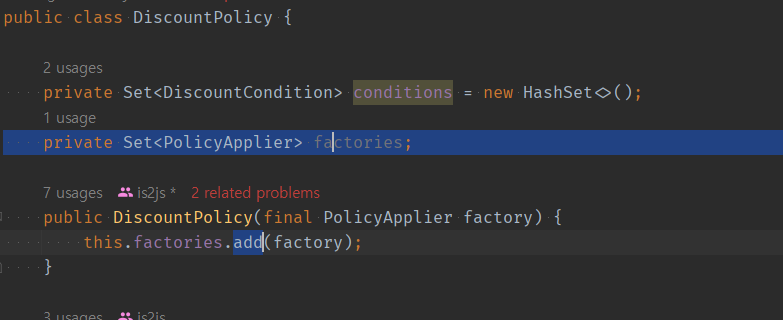 public class DiscountPolicy {
2 usages
private Set<DiscountCondition> conditions = new HashSet<>();
1 usage
private Set<PolicyApplier> factories;
7 usages is2js * 2 related problems
public DiscountPolicy(final PolicyApplier factory) {
this.factories.add(factory);
}
3 usages is2js